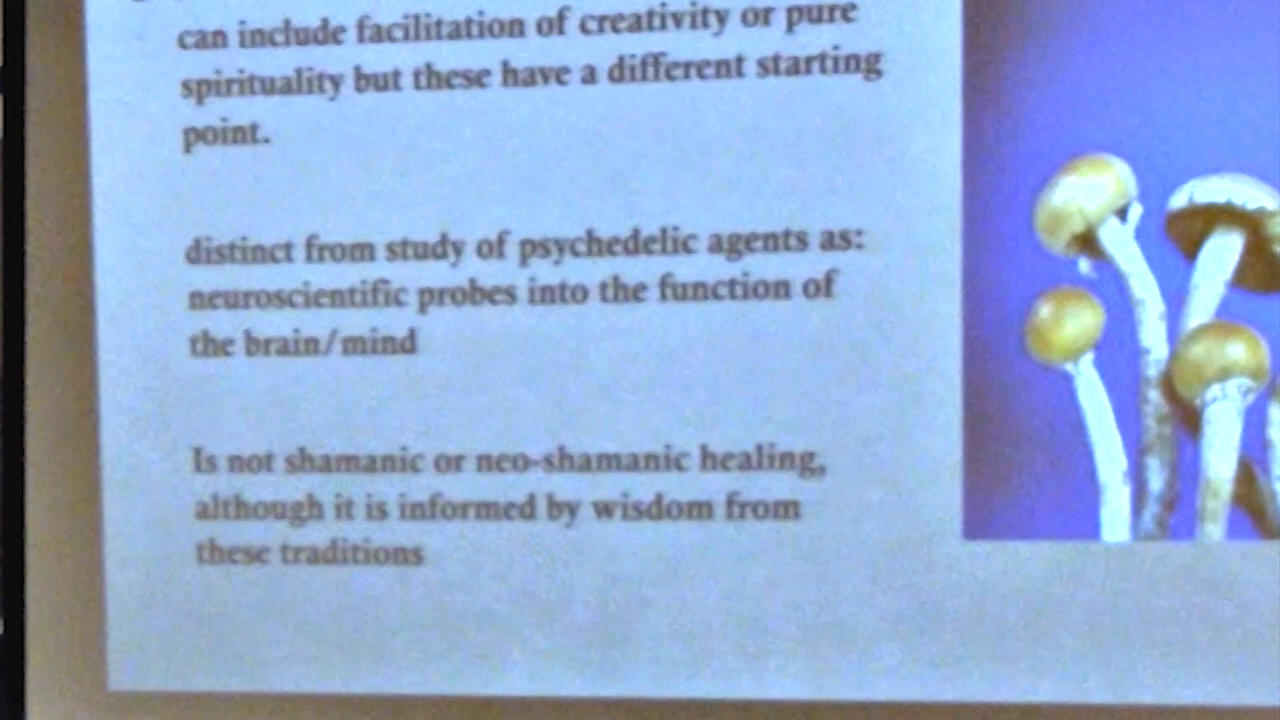 can include facilitation of creativity or pure
spirituality but these have a different starting
point.
distinct from study of psychedelic agents as:
neuroscientific probes into the function of
the brain/mind
Is not shamanic or neo-shamanic healing,
although it is informed by wisdom from
these traditions